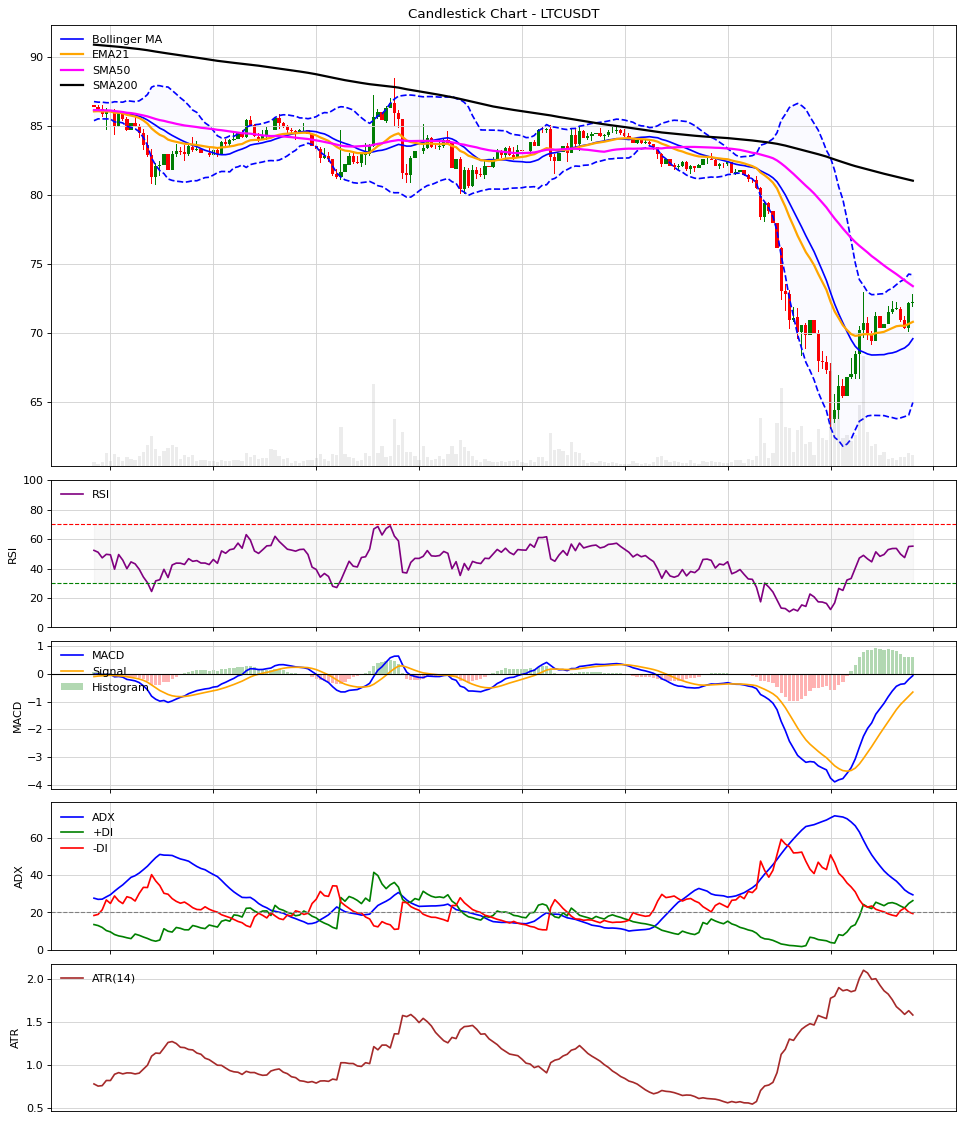 Candlestick Chart - LTCUSDT
Bollinger MA
EMA21
SMA50
SMA200
90
85
80
75
70
65
RSI
RSI
100
80
60
40
20
0
MACD
Signal
Histogram
MACD
1
0
−1
−2
−3
−4
ADX
+DI
-DI
ADX
60
40
20
0
ATR(14)
ATR
2.0
1.5
1.0
0.5